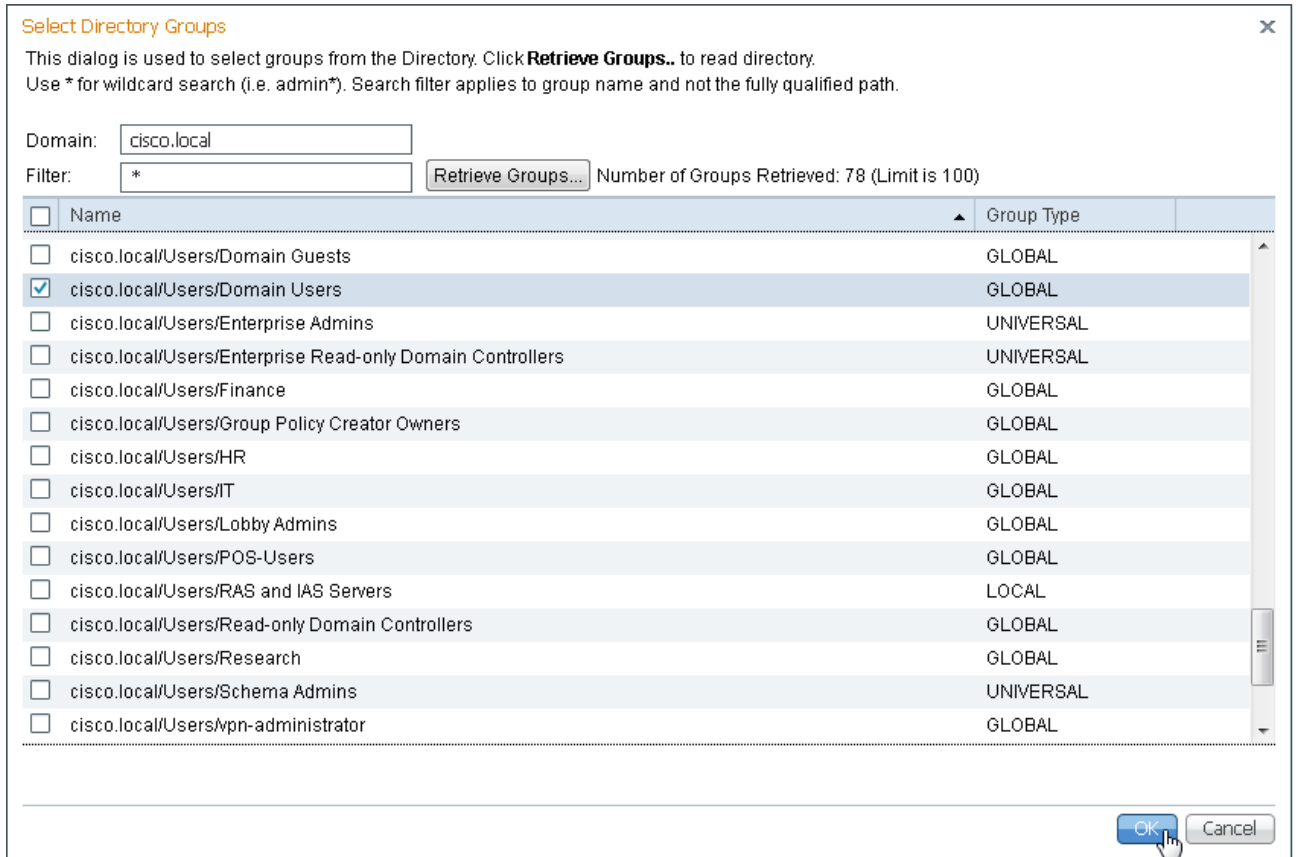 Select Directory Groups
This dialog is used to select groups from the Directory. Click Retrieve Groups.. to read directory.
Use * for wildcard search (i.e. admin*). Search filter applies to group name and not the fully qualified path.
Domain: cisco.local
Filter: * Retrieve Groups... Number of Groups Retrieved: 78 (Limit is 100)
Name Group Type
cisco.local/Users/Domain Guests GLOBAL
cisco.local/Users/Domain Users GLOBAL
cisco.local/Users/Enterprise Admins UNIVERSAL
cisco.local/Users/Enterprise Read-only Domain Controllers UNIVERSAL
cisco.local/Users/Finance GLOBAL
cisco.local/Users/Group Policy Creator Owners GLOBAL
cisco.local/Users/HR GLOBAL
cisco.local/Users/IT GLOBAL
cisco.local/Users/Lobby Admins GLOBAL
cisco.local/Users/POS-Users GLOBAL
cisco.local/Users/RAS and IAS Servers LOCAL
cisco.local/Users/Read-only Domain Controllers GLOBAL
cisco.local/Users/Research GLOBAL
cisco.local/Users/Schema Admins UNIVERSAL
cisco.local/Users/vpn-administrator GLOBAL
OK Cancel